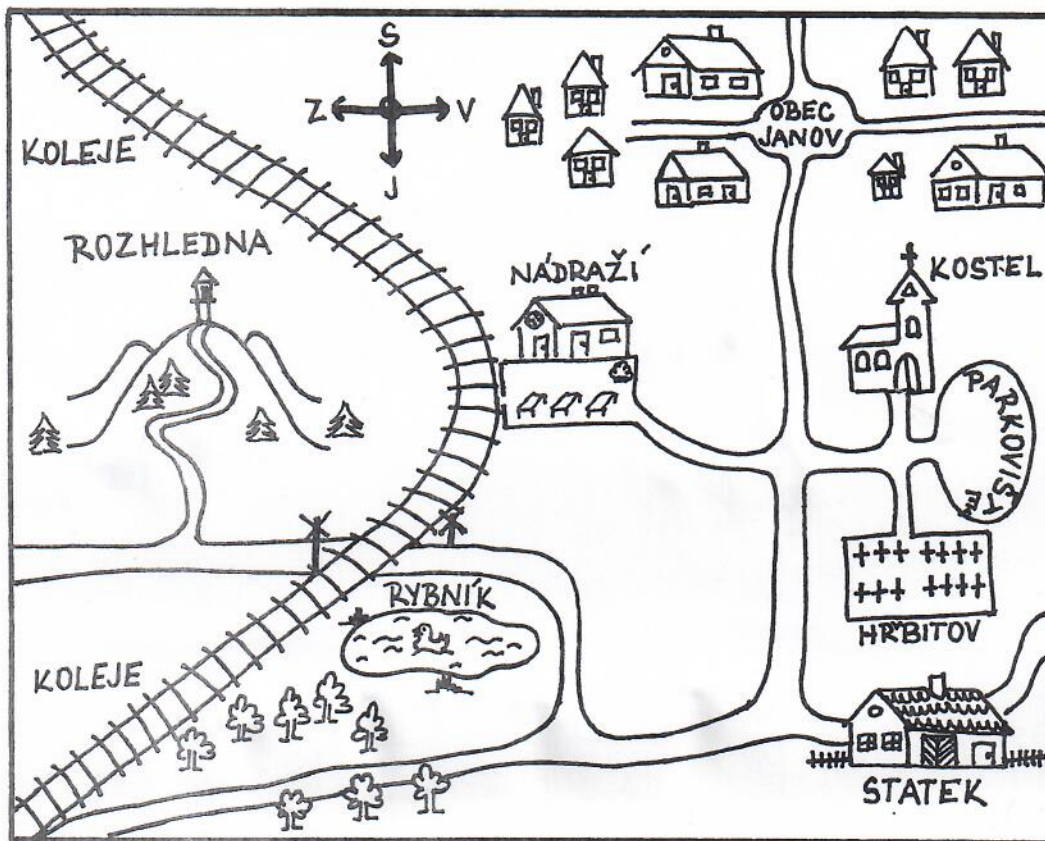 S
Z V
J
KOLEJE
OBEC
JANOV
ROZHLEDNA
NÁDRAŽÍ
KOSTEL
PARKOVIŠTĚ
RYBNÍK
HŘBITOV
KOLEJE
STATEK